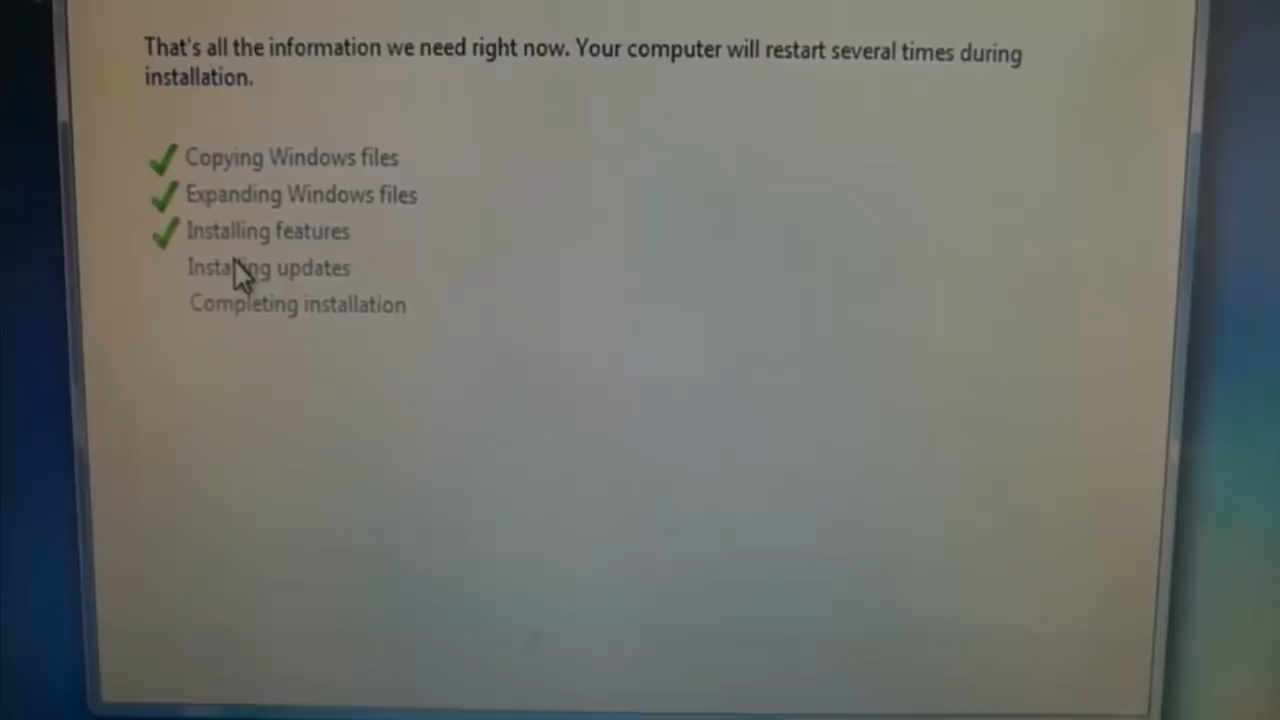 That's all the information we need right now. Your computer will restart several times during
installation.
Copying Windows files
Expanding Windows files
Installing features
Installing updates
Completing installation